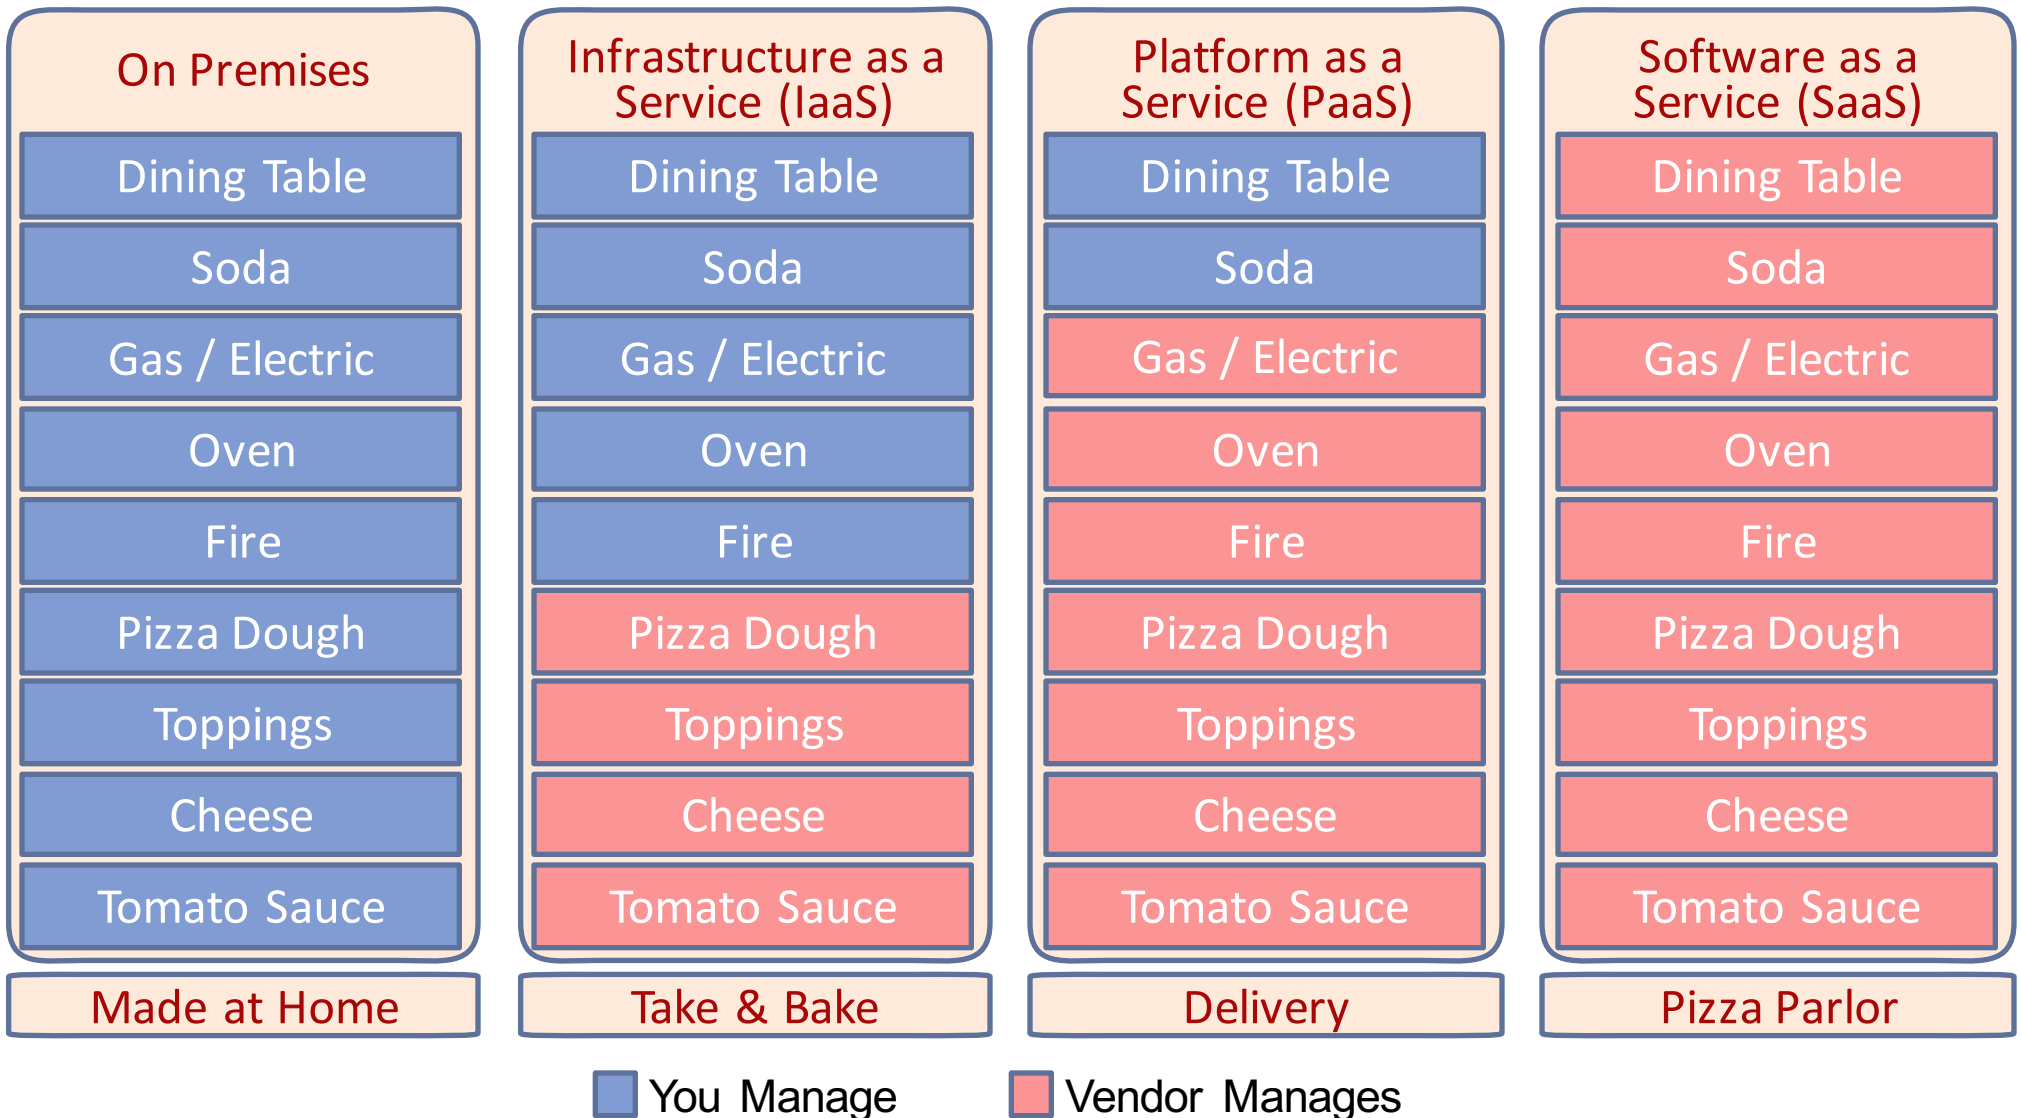 On Premises
Dining Table
Soda
Gas / Electric
Oven
Fire
Pizza Dough
Toppings
Cheese
Tomato Sauce
Made at Home
Infrastructure as a
Service (IaaS)
Dining Table
Soda
Gas / Electric
Oven
Fire
Pizza Dough
Toppings
Cheese
Tomato Sauce
Take & Bake
Platform as a
Service (PaaS)
Dining Table
Soda
Gas / Electric
Oven
Fire
Pizza Dough
Toppings
Cheese
Tomato Sauce
Delivery
Software as a
Service (SaaS)
Dining Table
Soda
Gas / Electric
Oven
Fire
Pizza Dough
Toppings
Cheese
Tomato Sauce
Pizza Parlor
You Manage
Vendor Manages